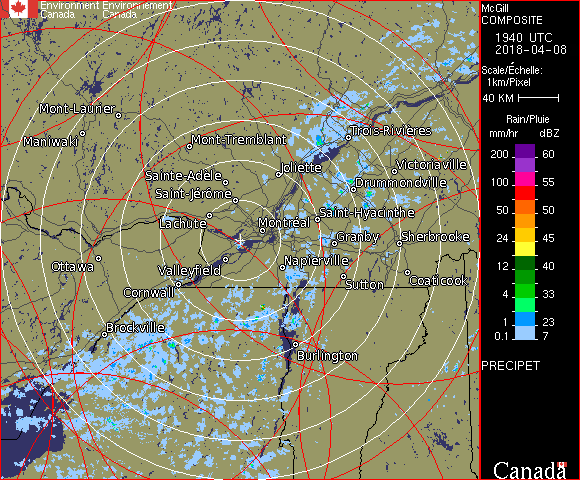 Environment Environnement
Canada Canada
McGill
COMPOSITE
1940 UTC
2018-04-08
Scale/Échelle:
1km/Pixel
40 KM
Rain/Pluie
mm/hr dBZ
200 60
100 55
50 50
24 45
12 40
4 33
1 23
0.1 7
PRECIPET
Canada
Mont-Laurier
Maniwaki
Mont-Tremblant
Trois-Rivières
Joliette
Victoriaville
Sainte-Adèle
Drummondville
Saint-Jérôme
Saint-Hyacinthe
Lachute
Montréal
Granby
Sherbrooke
Ottawa
Valleyfield
Napierville
Cornwall
Sutton
Coaticook
Brockville
Burlington